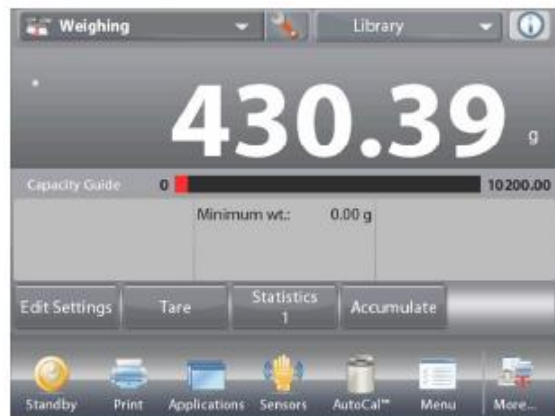 Weighing Library
430.39 g
Capacity Guide 0 10200.00
Minimum wt.: 0.00 g
Edit Settings Tare Statistics 1 Accumulate
Standby Print Applications Sensors AutoCal™ Menu More...